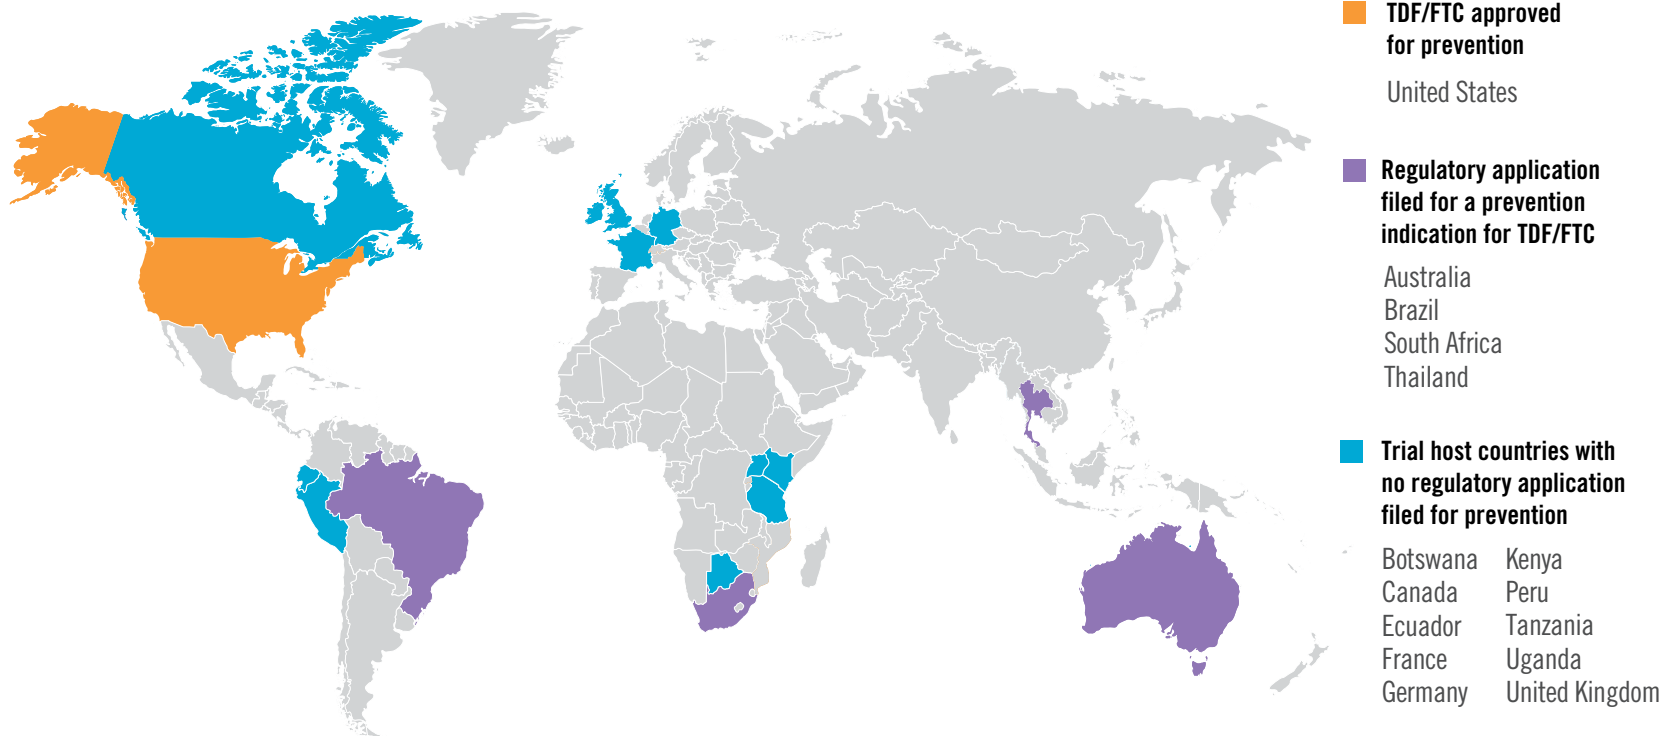 TDF/FTC approved
for prevention
United States
Regulatory application
filed for a prevention
indication for TDF/FTC
Australia
Brazil
South Africa
Thailand
Trial host countries with
no regulatory application
filed for prevention
Botswana Kenya
Canada Peru
Ecuador Tanzania
France Uganda
Germany United Kingdom